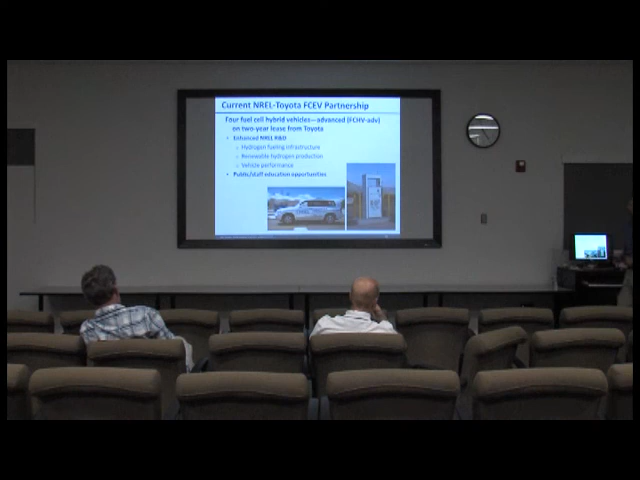 Current NREL-Toyota FCEV Partnership
Four fuel cell hybrid vehicles—advanced (FCHV-adv)
on two-year lease from Toyota
• Enhanced NREL R&D
• Hydrogen fueling infrastructure
• Renewable hydrogen production
• Vehicle performance
• Public/staff education opportunities